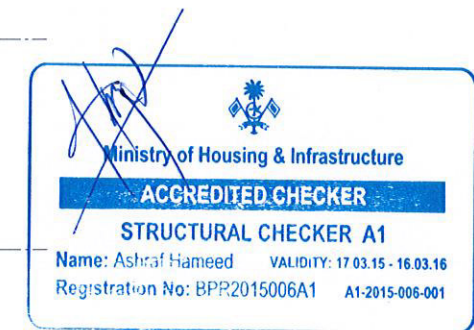 Ministry of Housing & Infrastructure
ACCREDITED CHECKER
STRUCTURAL CHECKER A1
Name: Ashraf Hameed VALIDITY: 17 03.15 - 16.03.16
Registration No: BPR2015006A1 A1-2015-006-001